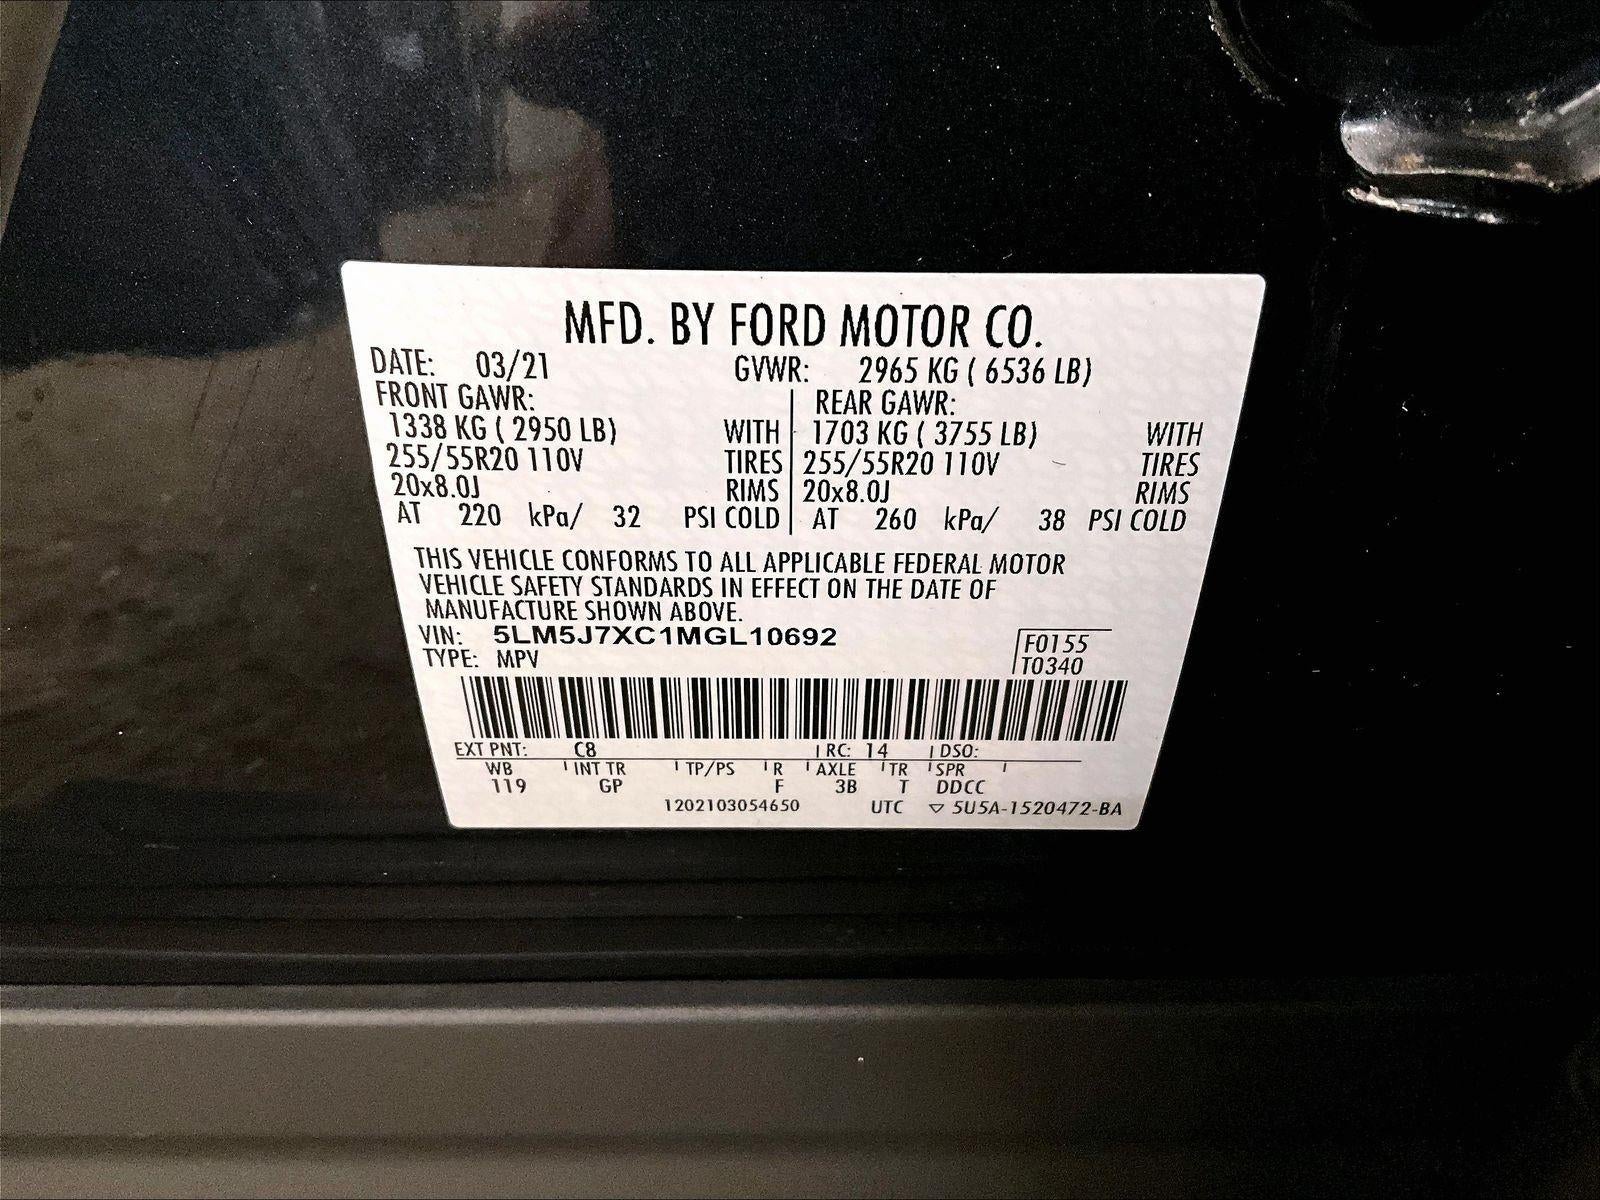 MFD. BY FORD MOTOR CO.
DATE: 03/21 GVWR: 2965 KG ( 6536 LB)
FRONT GAWR: REAR GAWR:
1338 KG ( 2950 LB) WITH 1703 KG ( 3755 LB) WITH
255/55R20 110V TIRES 255/55R20 110V TIRES
20x8.0J RIMS 20x8.0J RIMS
AT 220 kPa/ 32 PSI COLD AT 260 kPa/ 38 PSI COLD
THIS VEHICLE CONFORMS TO ALL APPLICABLE FEDERAL MOTOR
VEHICLE SAFETY STANDARDS IN EFFECT ON THE DATE OF
MANUFACTURE SHOWN ABOVE.
VIN: 5LM5J7XC1MGL10692 F0155
TYPE: MPV T0340
EXT PNT: C8 RC: 14 DSO:
WB INT TR TP/PS R AXLE TR SPR
119 GP F 3B T DDCC
1202103054650 UTC ▽ 5U5A-1520472-BA